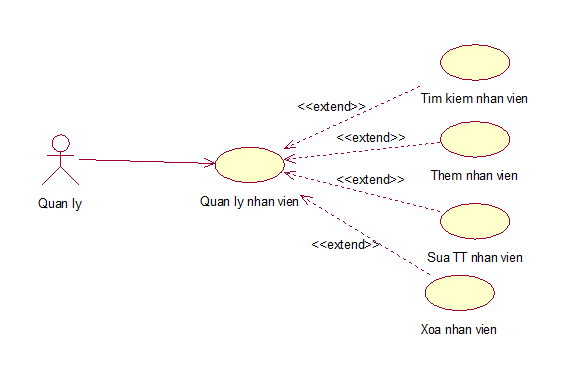 <<extend>>
Tim kiem nhan vien
<<extend>>
Them nhan vien
Quan ly
Quan ly nhan vien
<<extend>>
Sua TT nhan vien
<<extend>>
Xoa nhan vien